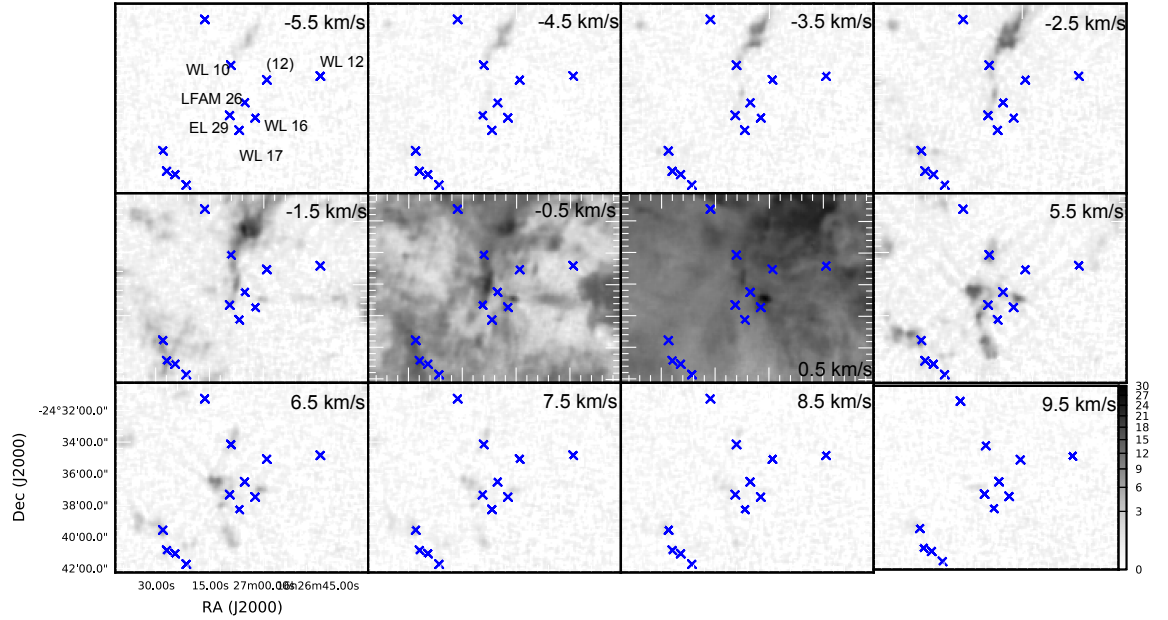 -5.5 km/s
-4.5 km/s
-3.5 km/s
-2.5 km/s
WL 10
(12)
WL 12
LFAM 26
EL 29
WL 16
WL 17
-1.5 km/s
-0.5 km/s
0.5 km/s
5.5 km/s
6.5 km/s
7.5 km/s
8.5 km/s
9.5 km/s
30
27
24
21
18
15
12
9
6
3
0
-24°32'00.0"
34'00.0"
36'00.0"
38'00.0"
40'00.0"
42'00.0"
Dec (J2000)
30.00s
15.00s
27m00.00s
16h26m45.00s
RA (J2000)